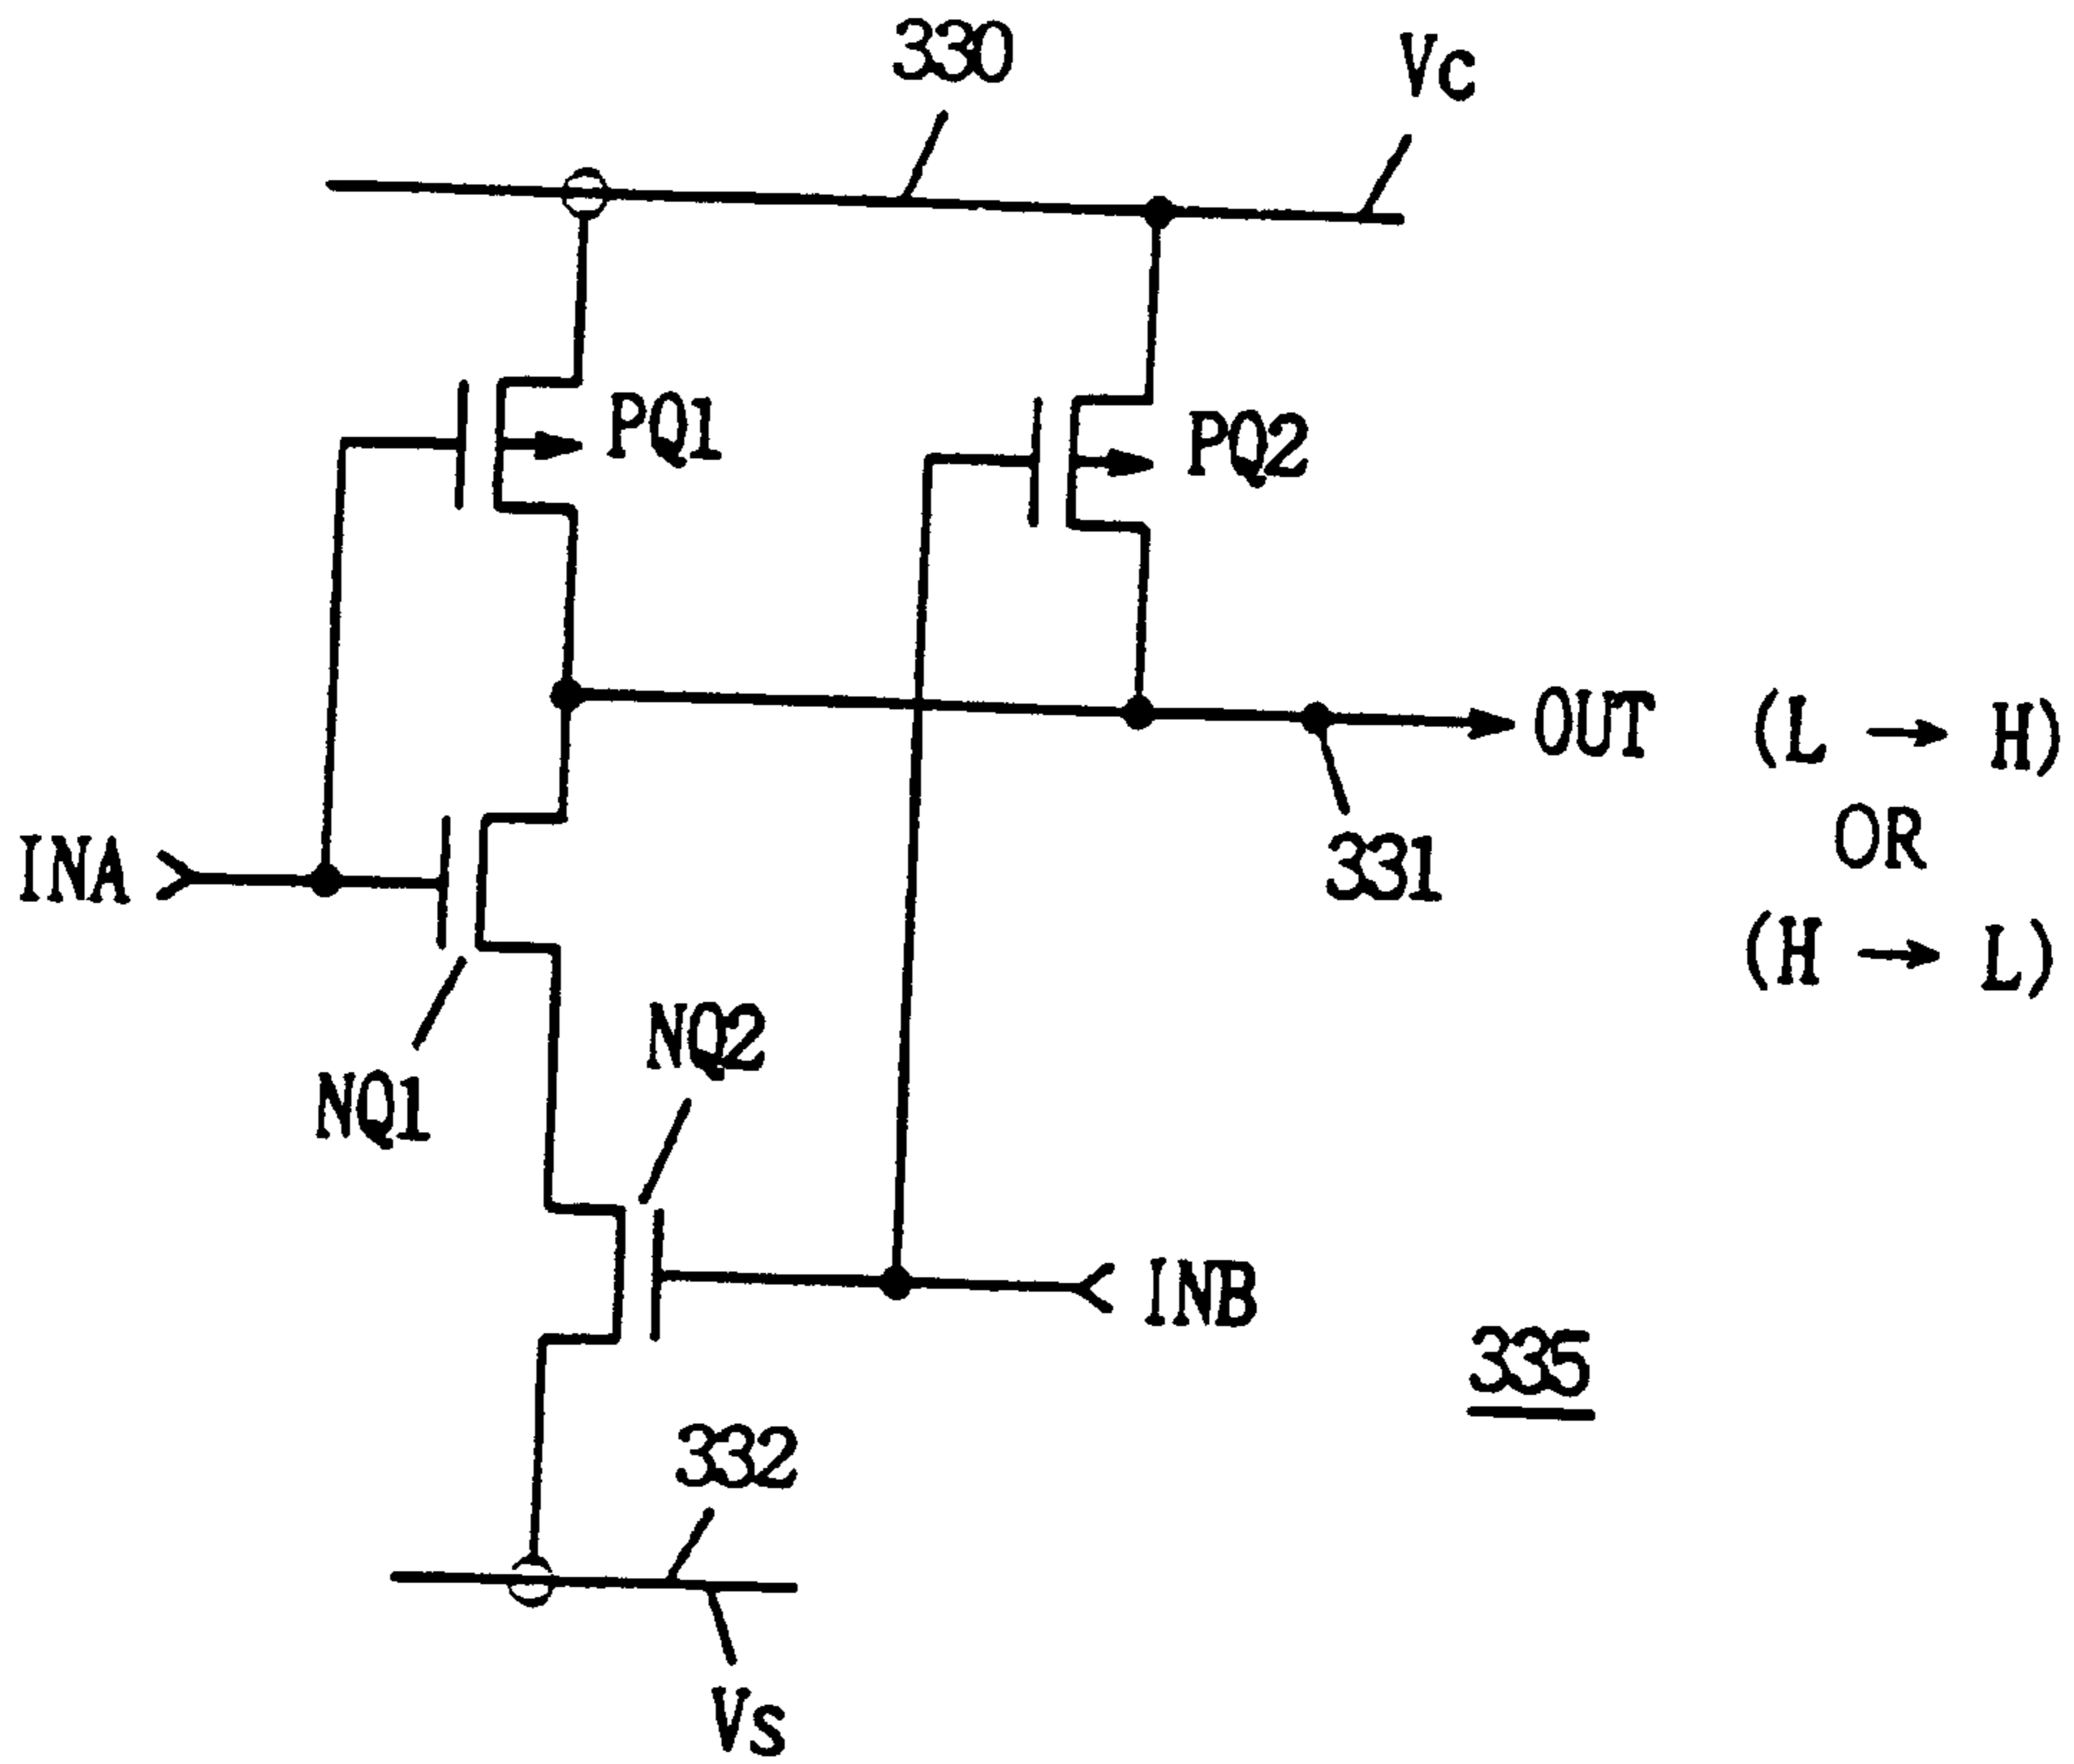 330
Vc
PQ1
PQ2
OUT (L → H)
OR
(H → L)
331
INA
NQ1
NQ2
INB
335
332
Vs